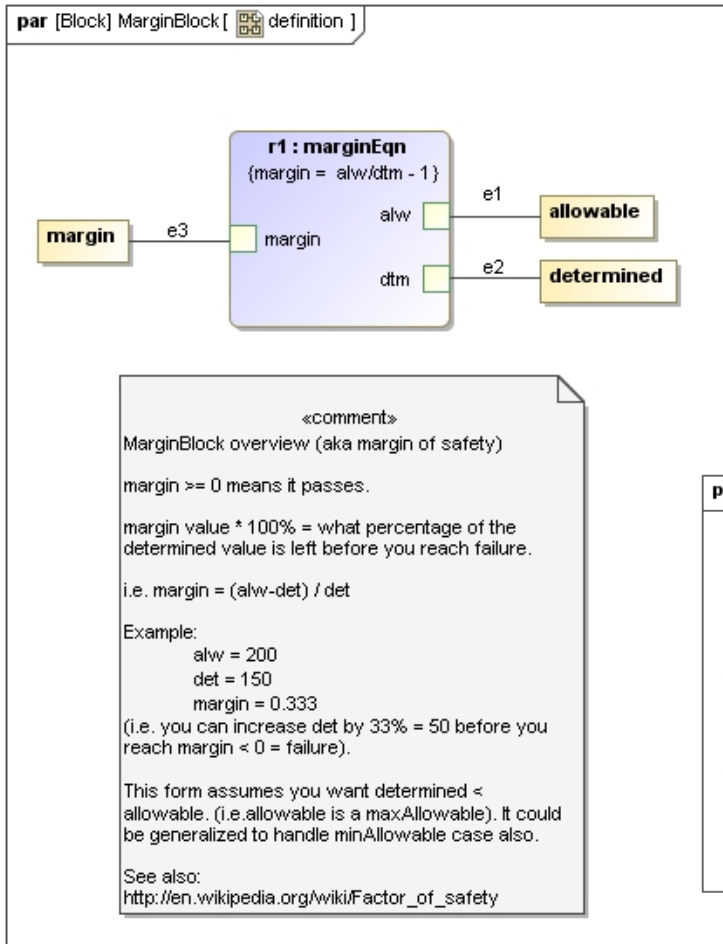 par [Block] MarginBlock [ definition ]
r1 : marginEqn
{margin = alw/dtm - 1}
e1
alw
allowable
e3
margin
margin
e2
dtm
determined
«comment»
MarginBlock overview (aka margin of safety)
margin >= 0 means it passes.
margin value * 100% = what percentage of the
determined value is left before you reach failure.
i.e. margin = (alw-det) / det
Example:
alw = 200
det = 150
margin = 0.333
(i.e. you can increase det by 33% = 50 before you
reach margin < 0 = failure).
This form assumes you want determined <
allowable. (i.e.allowable is a maxAllowable). It could
be generalized to handle minAllowable case also.
See also:
http://en.wikipedia.org/wiki/Factor_of_safety